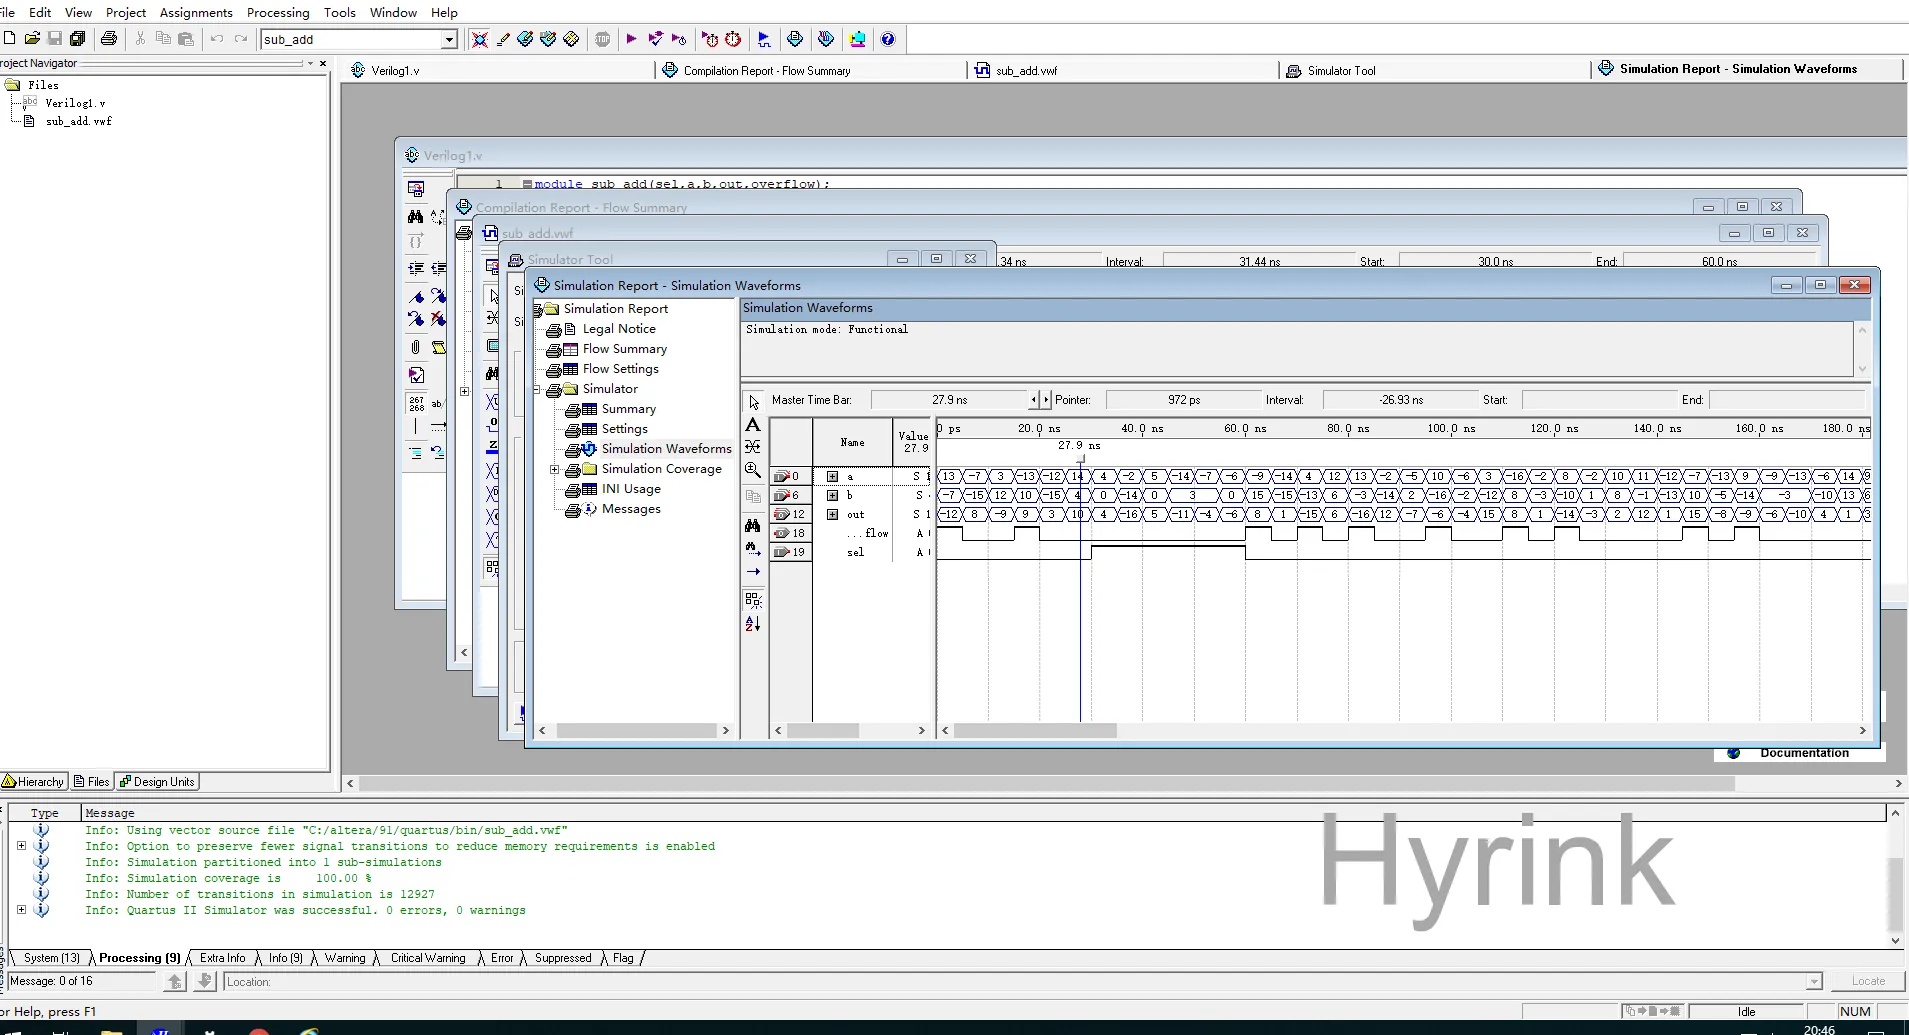 File Edit View Project Assignments Processing Tools Window Help
sub_add
Project Navigator
Files
Verilog1.v
sub_add.vwf
Verilog1.v
Compilation Report - Flow Summary
sub_add.vwf
Simulator Tool
Simulation Report - Simulation Waveforms
Verilog1.v
1 module sub_add(sel,a,b,out,overflow);
Compilation Report - Flow Summary
sub_add.vwf
Simulator Tool
.34 ns Interval: 31.44 ns Start: 30.0 ns End: 60.0 ns
Simulation Report - Simulation Waveforms
Simulation Report
Legal Notice
Flow Summary
Flow Settings
Simulator
Summary
Settings
Simulation Waveforms
Simulation Coverage
INI Usage
Messages
Simulation Waveforms
Simulation mode: Functional
Master Time Bar: 27.9 ns Pointer: 972 ps Interval: -26.93 ns Start: End:
Name Value 27.9
0 ps 20.0 ns 40.0 ns 60.0 ns 80.0 ns 100.0 ns 120.0 ns 140.0 ns 160.0 ns 180.0 ns
27.9 ns
0 a S 1 13 -7 3 -13 -12 14 4 -2 5 -14 -7 -6 9 -14 4 12 13 -2 -5 10 -6 3 -16 -2 8 -2 10 11 -12 -7 -13 9 -9 -13 -6 14 9
6 b S -7 -15 12 10 -15 4 0 -14 0 3 0 15 -15 -13 6 -3 -14 2 -16 -2 -12 8 -3 -10 1 8 -1 -13 10 -5 -14 -3 -10 13 6
12 out S 1 -12 8 -9 9 3 10 4 -16 5 -11 -4 -6 8 1 -15 6 -16 12 -7 -6 -4 15 8 1 -14 -3 2 12 1 15 -8 -9 -6 -10 4 1 3
18 ...flow A
19 sel A
267
268
ab/
Documentation
Hierarchy Files Design Units
Type Message
Info: Using vector source file "C:/altera/91/quartus/bin/sub_add.vwf"
Info: Option to preserve fewer signal transitions to reduce memory requirements is enabled
Info: Simulation partitioned into 1 sub-simulations
Info: Simulation coverage is 100.00 %
Info: Number of transitions in simulation is 12927
Info: Quartus II Simulator was successful. 0 errors, 0 warnings
Hyrink
System (13) Processing (9) Extra Info Info (9) Warning Critical Warning Error Suppressed Flag
Message: 0 of 16 Location: Locate
For Help, press F1 Idle NUM
20:46